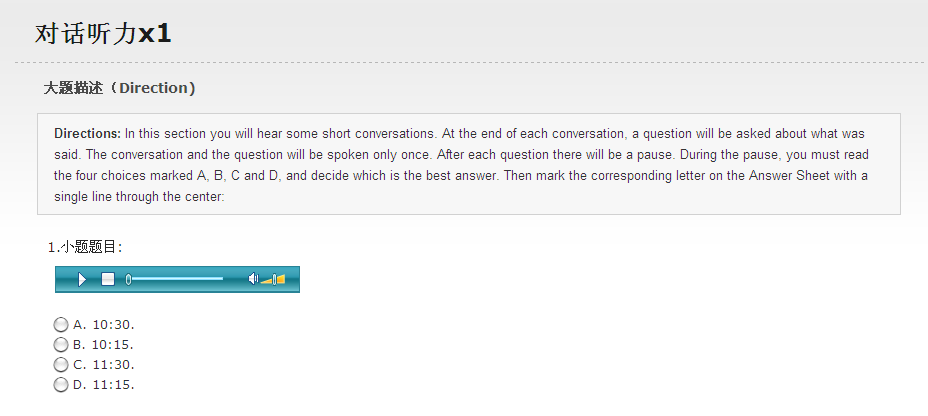 对话听力x1
大题描述（Direction)
Directions: In this section you will hear some short conversations. At the end of each conversation, a question will be asked about what was
said. The conversation and the question will be spoken only once. After each question there will be a pause. During the pause, you must read
the four choices marked A, B, C and D, and decide which is the best answer. Then mark the corresponding letter on the Answer Sheet with a
single line through the center:
1.小题题目:
A. 10:30.
B. 10:15.
C. 11:30.
D. 11:15.